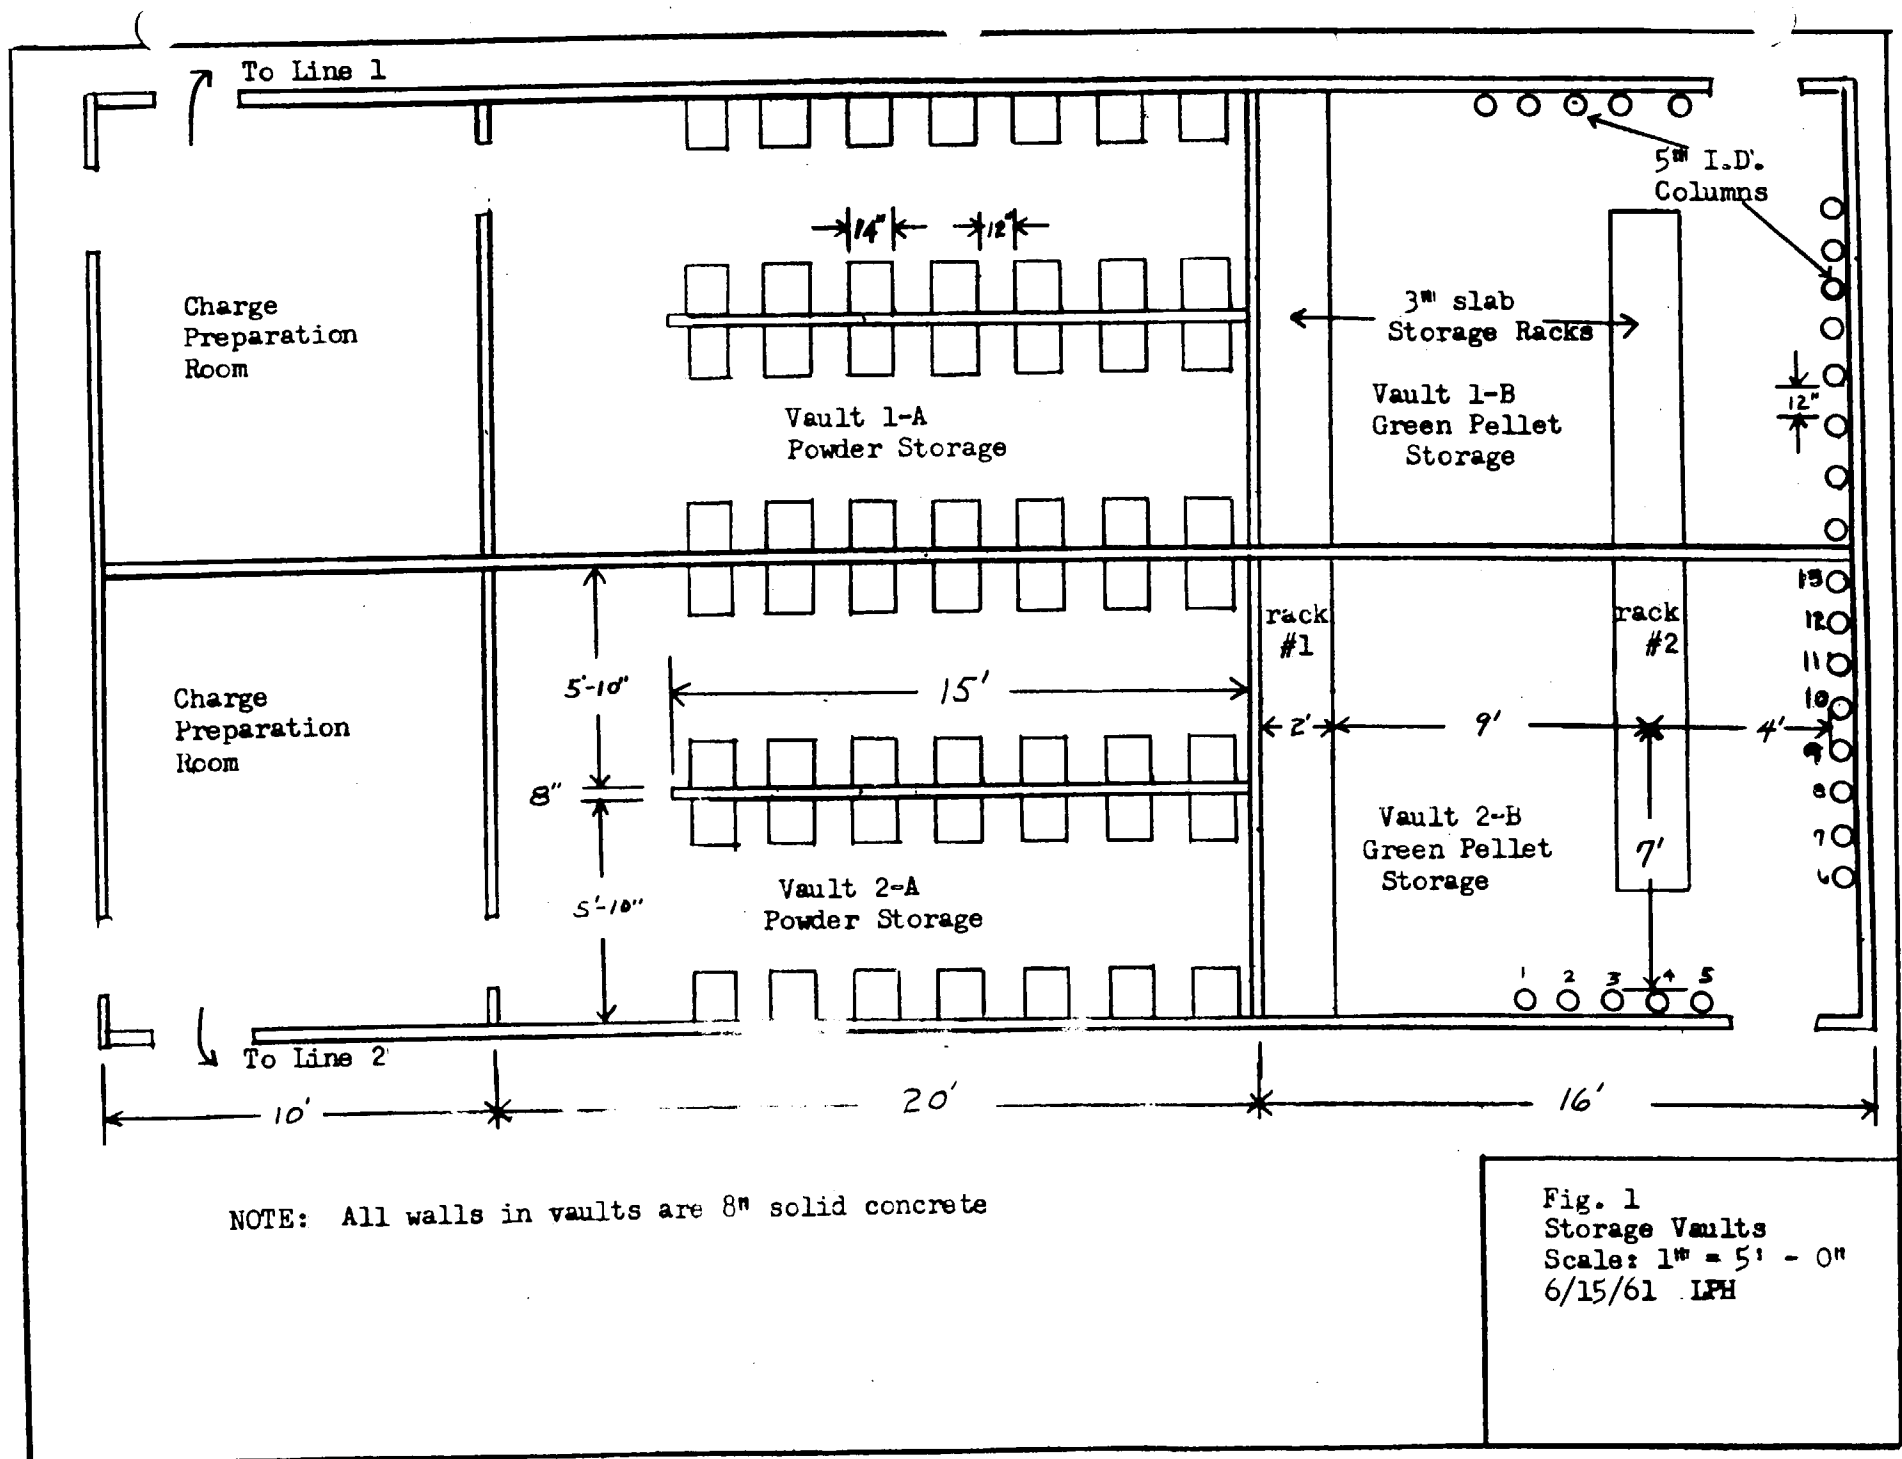 To Line 1
5" I.D.
Columns
14"
12"
Charge
Preparation
Room
3" slab
Storage Racks
Vault 1-A
Powder Storage
Vault 1-B
Green Pellet
Storage
12"
13
12
11
10
9
8
7
6
rack
#1
rack
#2
5'-10"
15'
2'
9'
4'
Charge
Preparation
Room
8"
Vault 2-B
Green Pellet
Storage
7'
5'-10"
Vault 2-A
Powder Storage
1 2 3 4 5
To Line 2
10'
20'
16'
NOTE: All walls in vaults are 8" solid concrete
Fig. 1
Storage Vaults
Scale: 1" = 5' - 0"
6/15/61 LPH